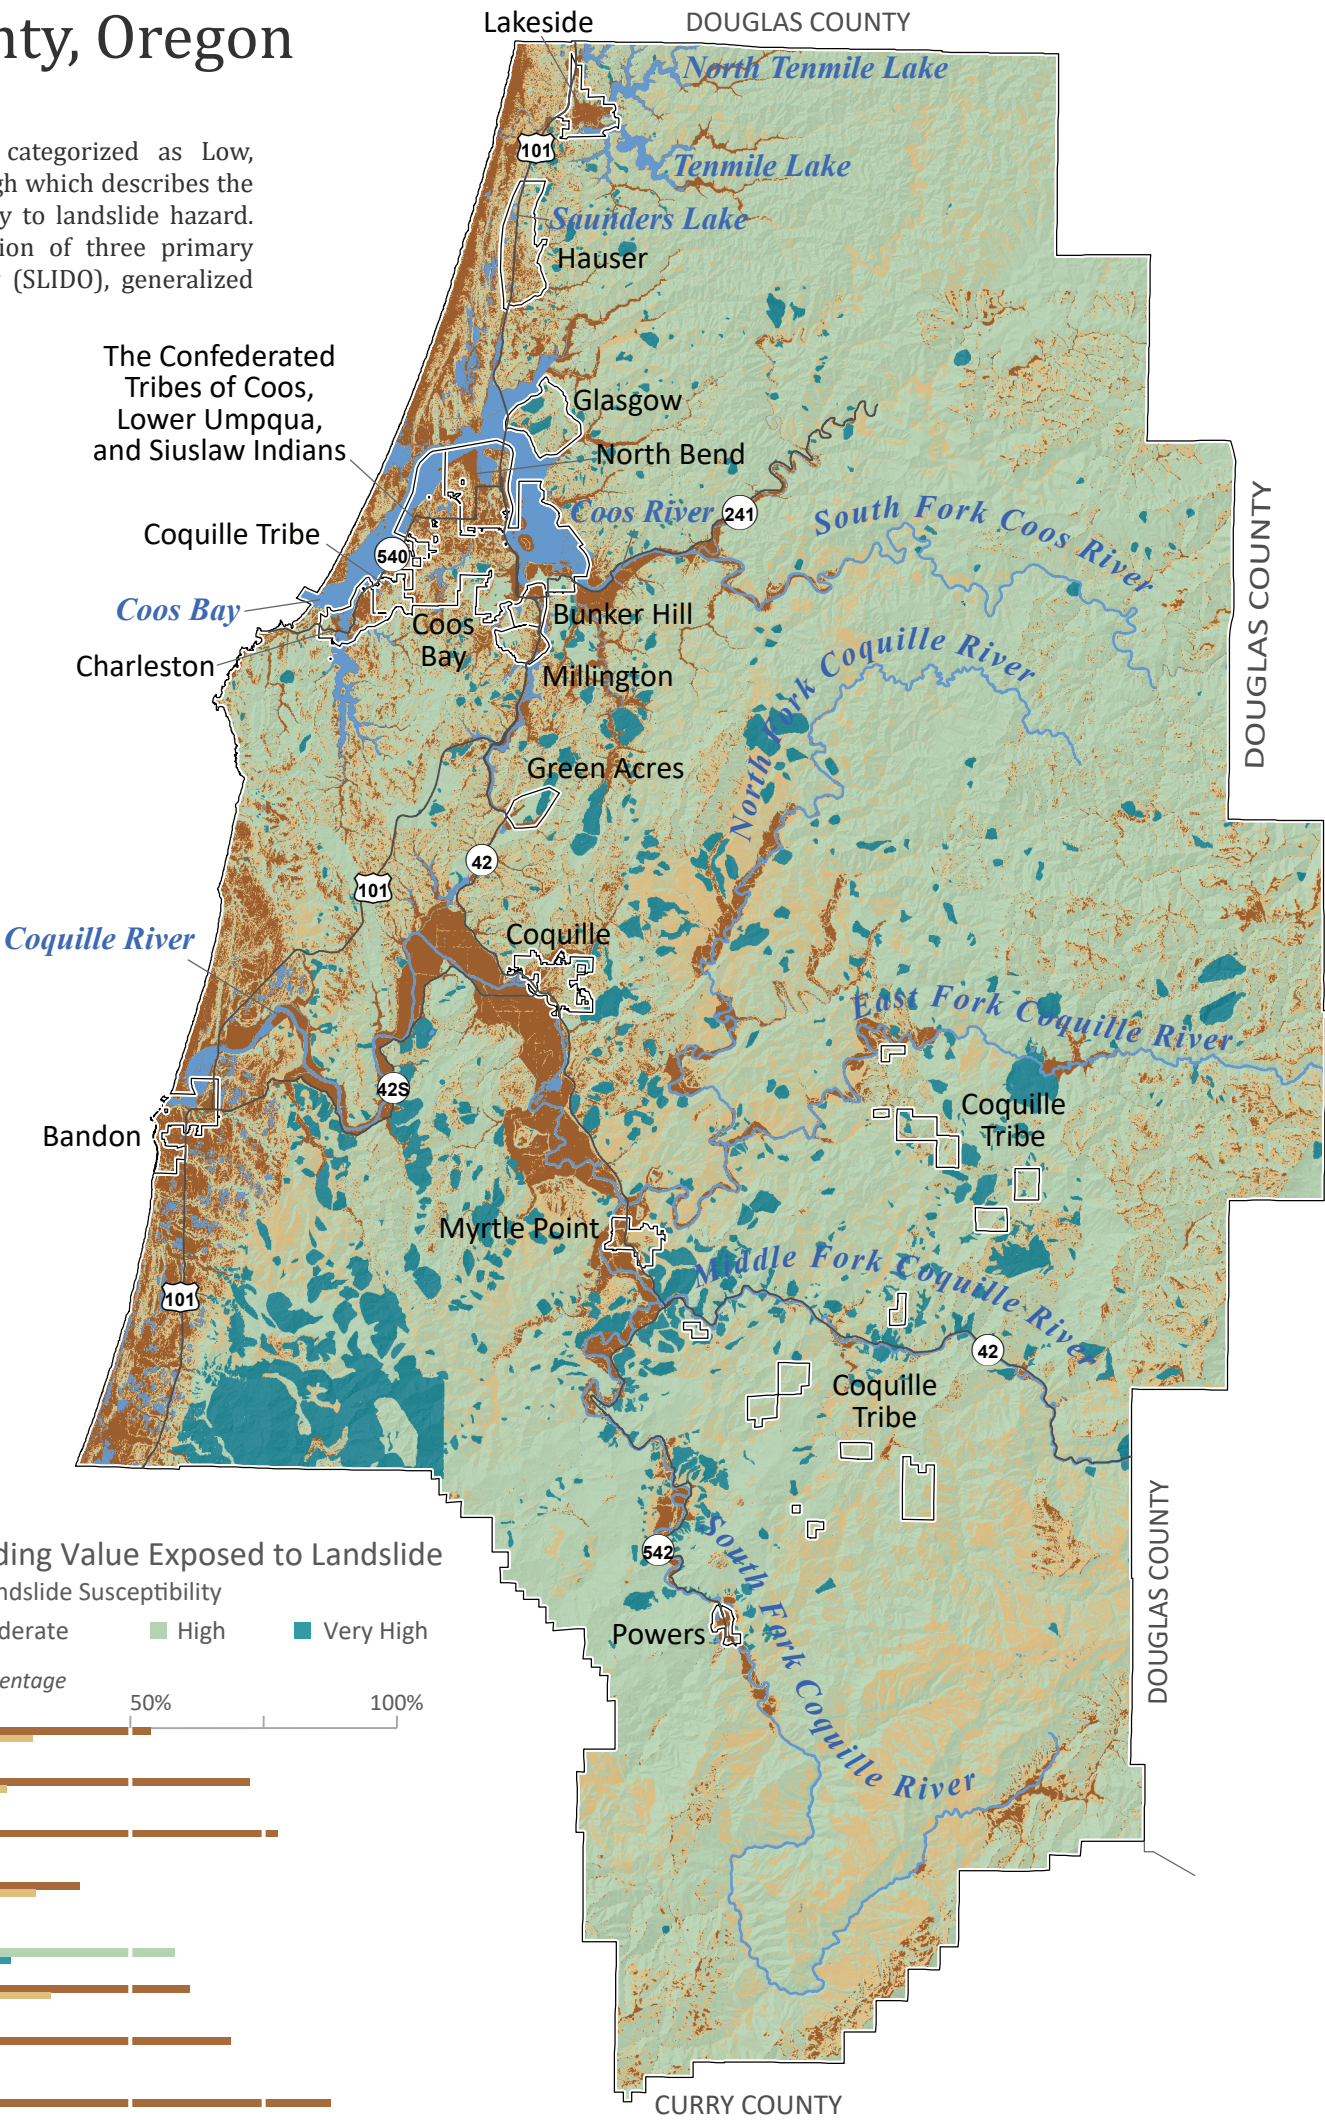 nty, Oregon
categorized as Low,
gh which describes the
y to landslide hazard.
ion of three primary
(SLIDO), generalized
Lakeside
DOUGLAS COUNTY
North Tenmile Lake
101
Tenmile Lake
Saunders Lake
Hauser
The Confederated
Tribes of Coos,
Lower Umpqua,
and Siuslaw Indians
Glasgow
North Bend
Coos River
241
South Fork Coos River
DOUGLAS COUNTY
Coquille Tribe
540
Coos Bay
Coos
Bay
Bunker Hill
Charleston
Millington
North Fork Coquille River
Green Acres
42
101
Coquille River
Coquille
East Fork Coquille River
42S
Coquille
Tribe
Bandon
Myrtle Point
Middle Fork Coquille River
101
42
Coquille
Tribe
542
South Fork Coquille River
Powers
DOUGLAS COUNTY
CURRY COUNTY
ding Value Exposed to Landslide
ndslide Susceptibility
derate
High
Very High
entage
50%
100%